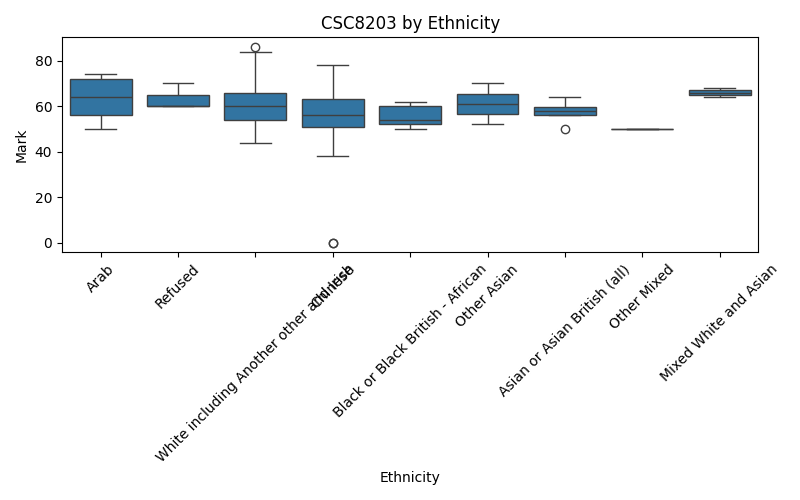 CSC8203 by Ethnicity
Mark
80
60
40
20
0
Arab
Refused
White including Another other and Irish
Chinese
Black or Black British - African
Other Asian
Asian or Asian British (all)
Other Mixed
Mixed White and Asian
Ethnicity